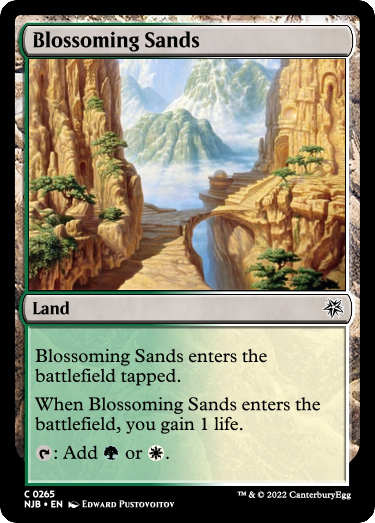 Blossoming Sands
Land
Blossoming Sands enters the
battlefield tapped.
When Blossoming Sands enters the
battlefield, you gain 1 life.
: Add or .
C 0265
NJB • EN Edward Pustovoitov
™ & © 2022 CanterburyEgg